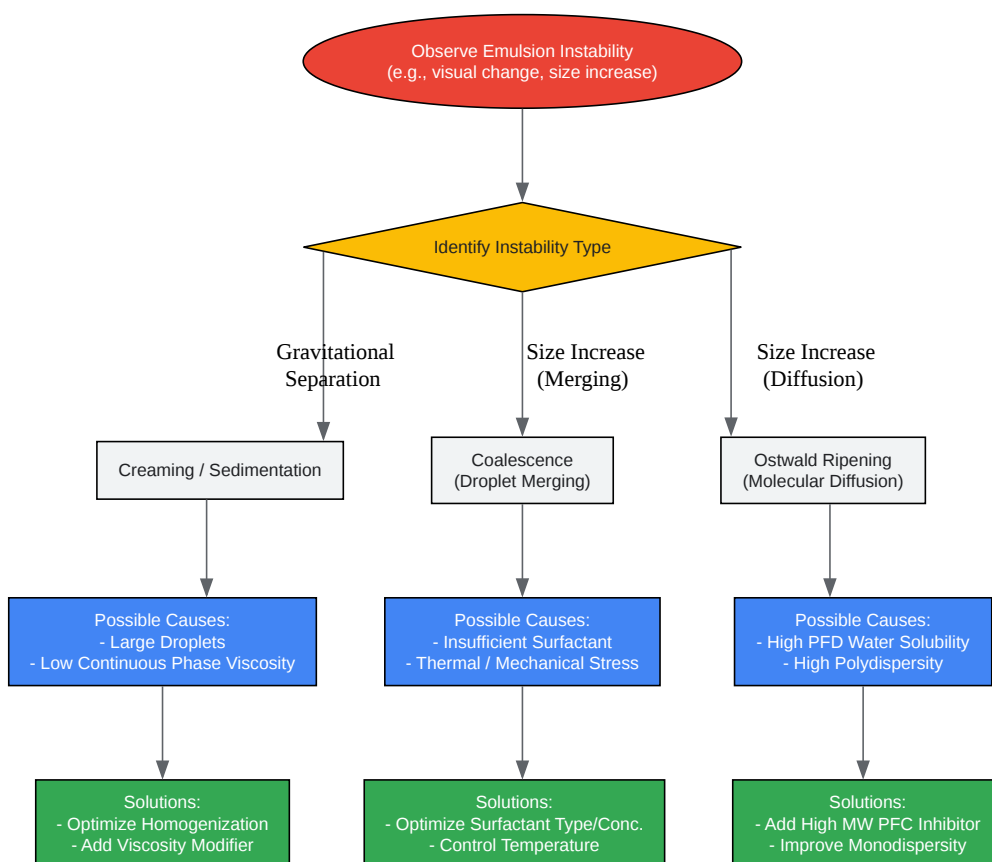 Observe Emulsion Instability
(e.g., visual change, size increase)
Identify Instability Type
Gravitational
Separation
Size Increase
(Merging)
Size Increase
(Diffusion)
Creaming / Sedimentation
Coalescence
(Droplet Merging)
Ostwald Ripening
(Molecular Diffusion)
Possible Causes:
- Large Droplets
- Low Continuous Phase Viscosity
Possible Causes:
- Insufficient Surfactant
- Thermal / Mechanical Stress
Possible Causes:
- High PFD Water Solubility
- High Polydispersity
Solutions:
- Optimize Homogenization
- Add Viscosity Modifier
Solutions:
- Optimize Surfactant Type/Conc.
- Control Temperature
Solutions:
- Add High MW PFC Inhibitor
- Improve Monodispersity